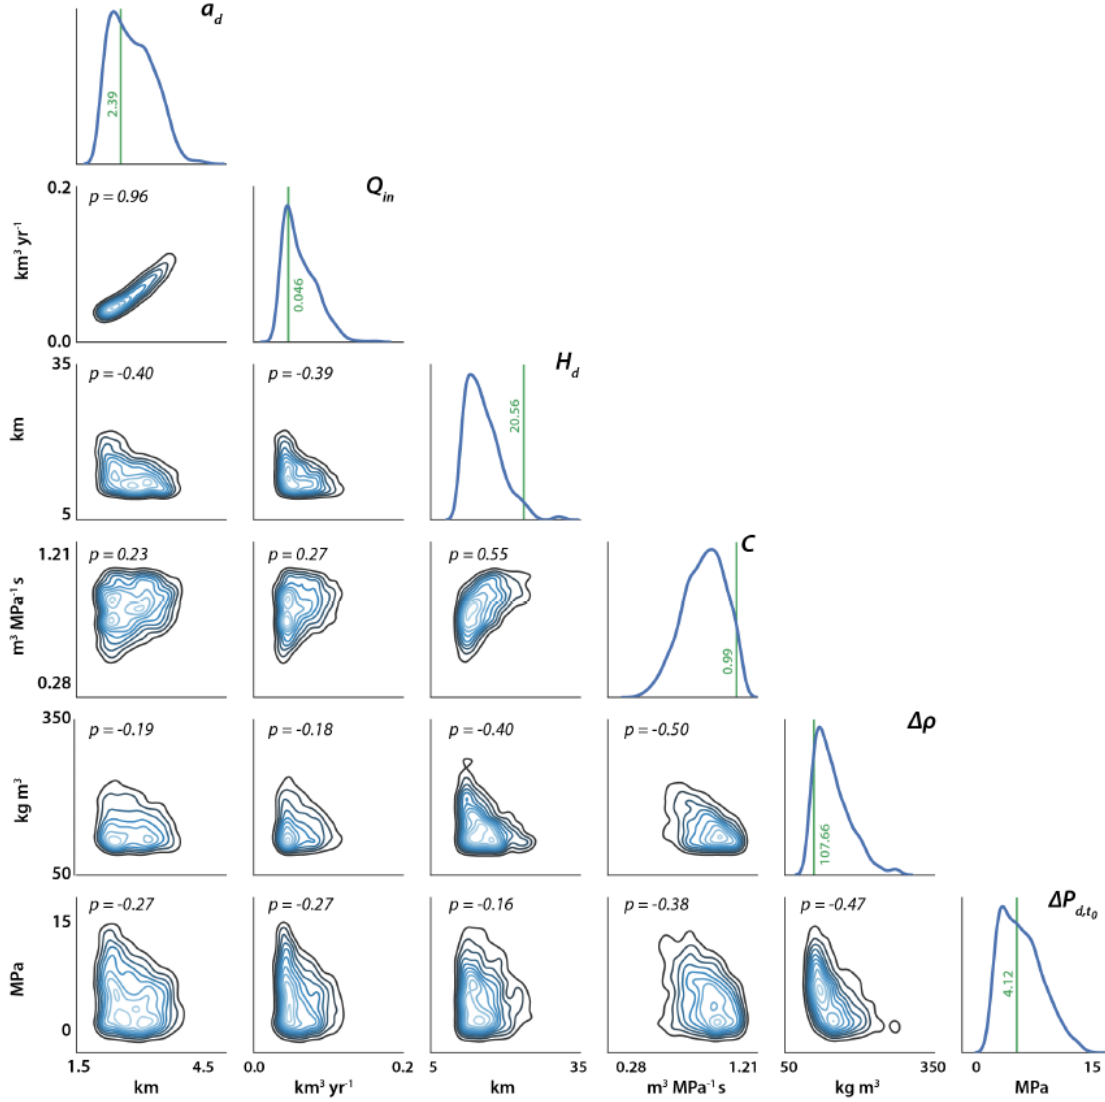 a_d
2.39
0.2
p = 0.96
Q_in
km³ yr⁻¹
0.046
0.0
35
p = -0.40
p = -0.39
H_d
km
20.56
5
1.21
p = 0.23
p = 0.27
p = 0.55
C
m³ MPa⁻¹ s
0.99
0.28
350
p = -0.19
p = -0.18
p = -0.40
p = -0.50
Δρ
kg m³
107.66
50
p = -0.27
p = -0.27
p = -0.16
p = -0.38
p = -0.47
ΔP_d,t₀
15
MPa
4.12
0
1.5 4.5 0.0 0.2 5 35 0.28 1.21 50 350 0 15
km km³ yr⁻¹ km m³ MPa⁻¹ s kg m³ MPa